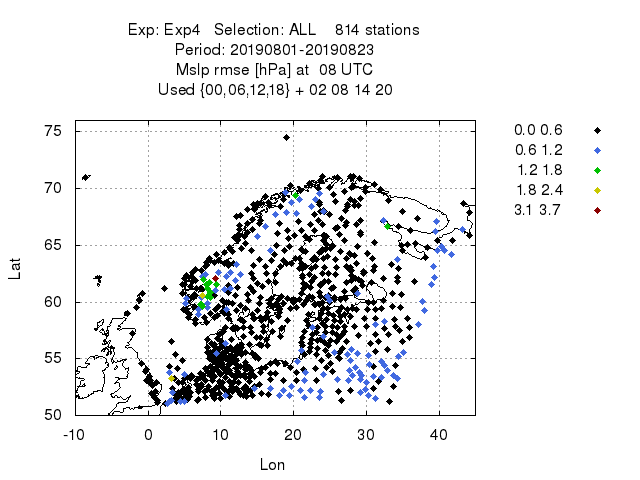 Exp: Exp4   Selection: ALL    814 stations
Period: 20190801-20190823
Mslp rmse [hPa] at  08 UTC
Used {00,06,12,18} + 02 08 14 20
0.0 0.6
0.6 1.2
1.2 1.8
1.8 2.4
3.1 3.7
75
70
65
60
55
50
Lat
-10 0 10 20 30 40
Lon